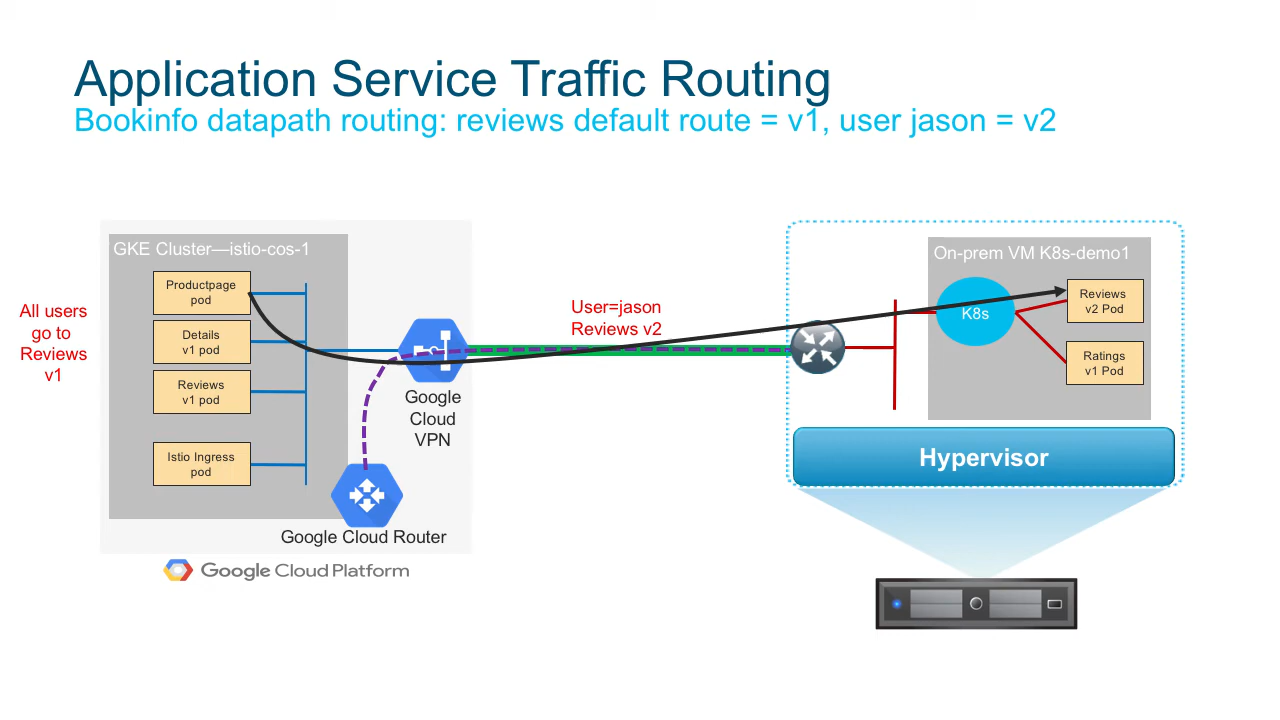 Application Service Traffic Routing
Bookinfo datapath routing: reviews default route = v1, user jason = v2
GKE Cluster—istio-cos-1
Productpage
pod
Details
v1 pod
Reviews
v1 pod
Istio Ingress
pod
All users
go to
Reviews
v1
Google
Cloud
VPN
Google Cloud Router
Google Cloud Platform
User=jason
Reviews v2
On-prem VM K8s-demo1
K8s
Reviews
v2 Pod
Ratings
v1 Pod
Hypervisor